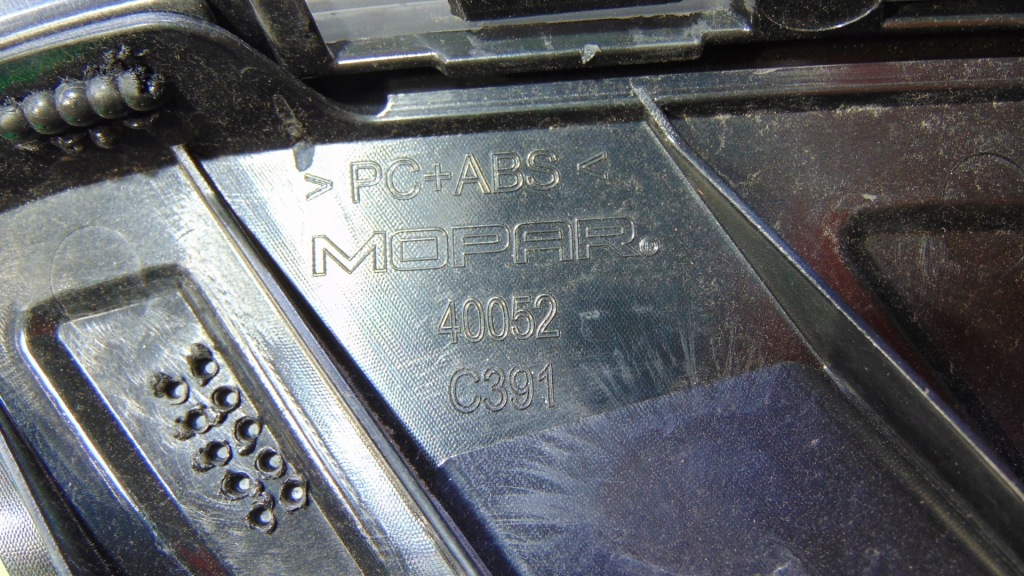 >PC+ABS<
MOPAR®
40052
C391